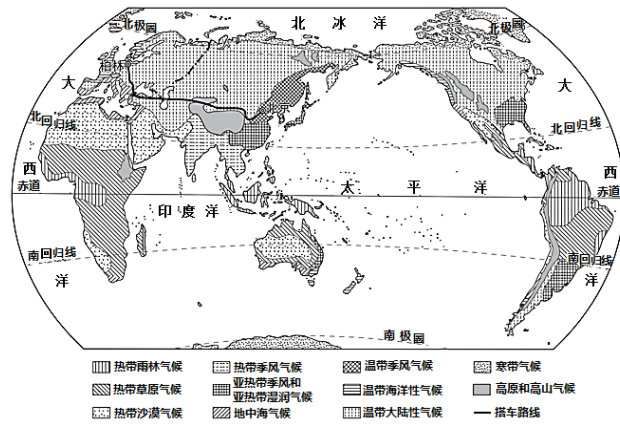 北 冰 洋
北极圈
北极圈
柏林
大
大
北回归线
北回归线
西
西
太 平 洋
赤道
赤道
印度洋
南回归线
南回归线
洋
洋
南极圈
热带雨林气候
热带季风气候
温带季风气候
寒带气候
热带草原气候
亚热带季风和
亚热带湿润气候
温带海洋性气候
高原和高山气候
热带沙漠气候
地中海气候
温带大陆性气候
搭车路线